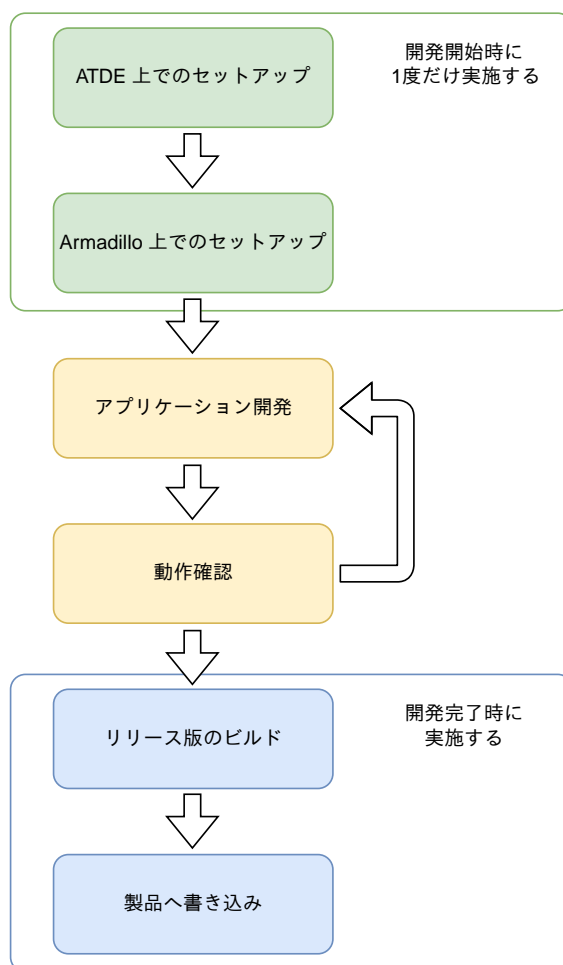 ATDE 上でのセットアップ
開発開始時に
1度だけ実施する
Armadillo 上でのセットアップ
アプリケーション開発
動作確認
リリース版のビルド
開発完了時に
実施する
製品へ書き込み